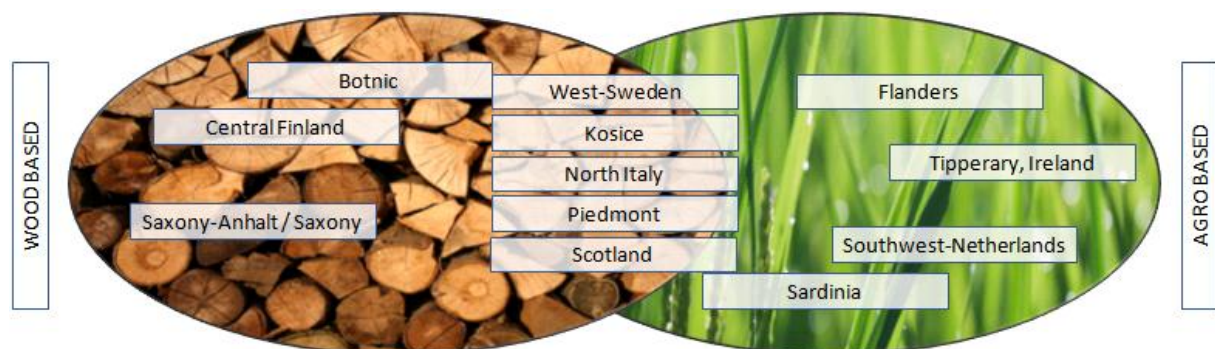 WOOD BASED
Botnic
Central Finland
Saxony-Anhalt / Saxony
West-Sweden
Kosice
North Italy
Piedmont
Scotland
Flanders
Tipperary, Ireland
Southwest-Netherlands
Sardinia
AGRO BASED